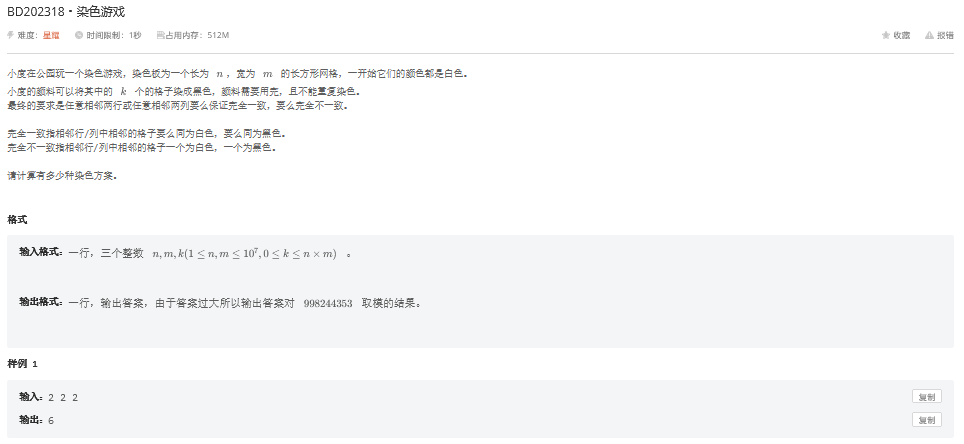 BD202318·染色游戏
难度：星耀 时间限制：1秒 占用内存：512M 收藏 报错
小度在公园玩一个染色游戏，染色板为一个长为 n，宽为 m 的长方形网格，一开始它们的颜色都是白色。
小度的颜料可以将其中的 k 个的格子染成黑色，颜料需要用完，且不能重复染色。
最终的要求是任意相邻两行或任意相邻两列要么保证完全一致，要么完全不一致。
完全一致指相邻行/列中相邻的格子要么同为白色，要么同为黑色。
完全不一致指相邻行/列中相邻的格子一个为白色，一个为黑色。
请计算有多少种染色方案。
格式
输入格式：一行，三个整数 n,m,k(1≤n,m≤10⁷,0≤k≤n×m) 。
输出格式：一行，输出答案，由于答案过大所以输出答案对 998244353 取模的结果。
样例 1
输入：2 2 2 复制
输出：6 复制